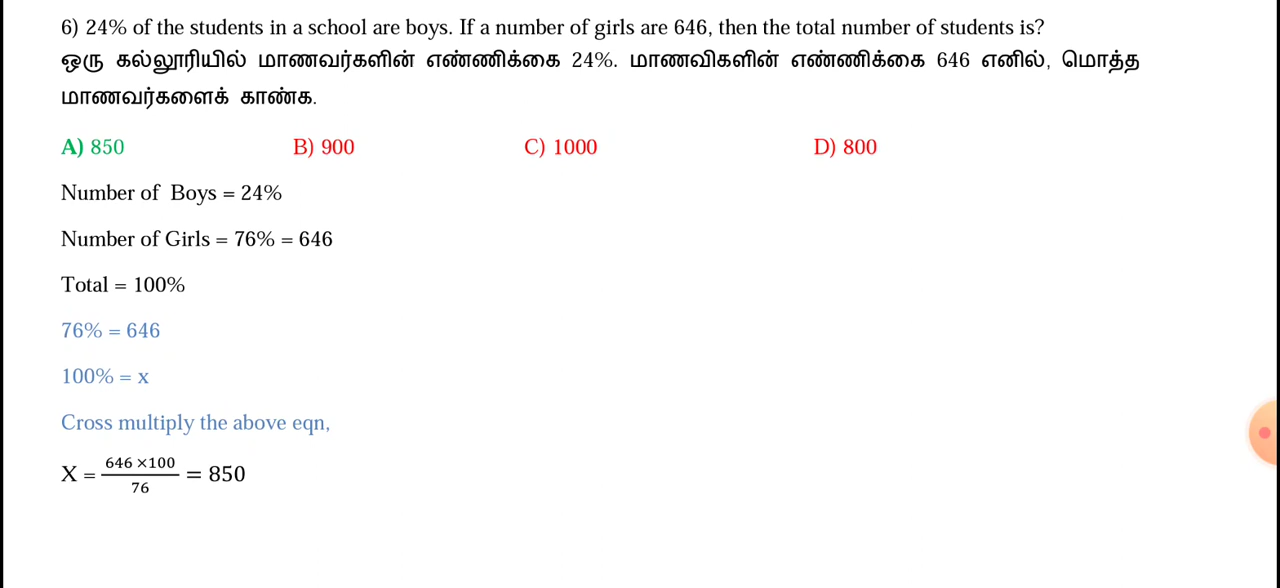 6) 24% of the students in a school are boys. If a number of girls are 646, then the total number of students is?
ஒரு கல்லூரியில் மாணவர்களின் எண்ணிக்கை 24%. மாணவிகளின் எண்ணிக்கை 646 எனில், மொத்த
மாணவர்களைக் காண்க.
A) 850 B) 900 C) 1000 D) 800
Number of Boys = 24%
Number of Girls = 76% = 646
Total = 100%
76% = 646
100% = x
Cross multiply the above eqn,
X = \frac{646 ×100}{76} = 850